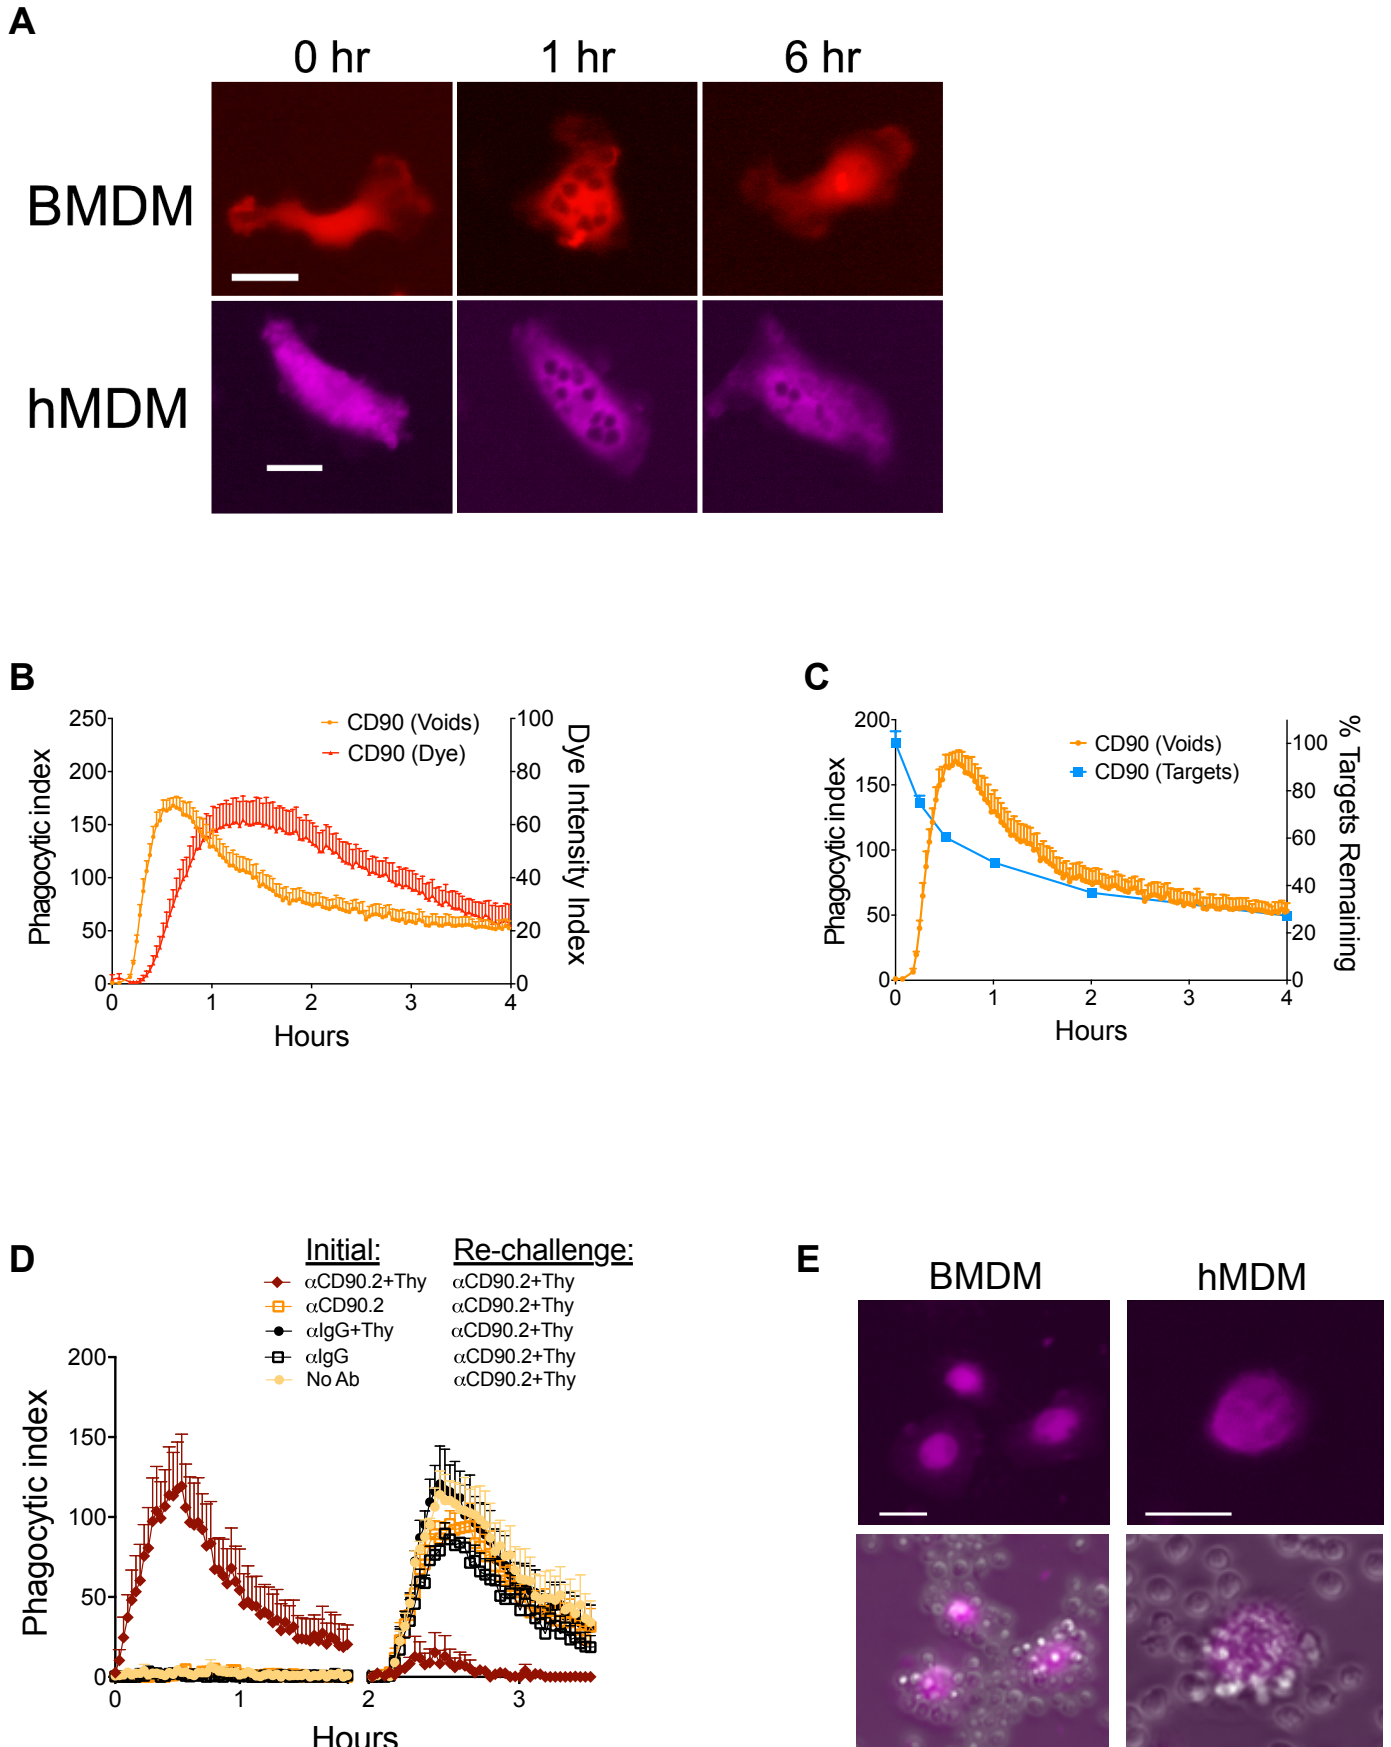 A
0 hr 1 hr 6 hr
BMDM
hMDM
B
CD90 (Voids)
CD90 (Dye)
250
200
150
100
50
0
100
80
60
40
20
0
Phagocytic index
Dye Intensity Index
0 1 2 3 4
Hours
C
CD90 (Voids)
CD90 (Targets)
200
150
100
50
0
100
80
60
40
20
0
Phagocytic index
% Targets Remaining
0 1 2 3 4
Hours
D
Initial: Re-challenge:
αCD90.2+Thy αCD90.2+Thy
αCD90.2 αCD90.2+Thy
αIgG+Thy αCD90.2+Thy
αIgG αCD90.2+Thy
No Ab αCD90.2+Thy
200
150
100
50
0
Phagocytic index
0 1 2 3
Hours
E
BMDM hMDM